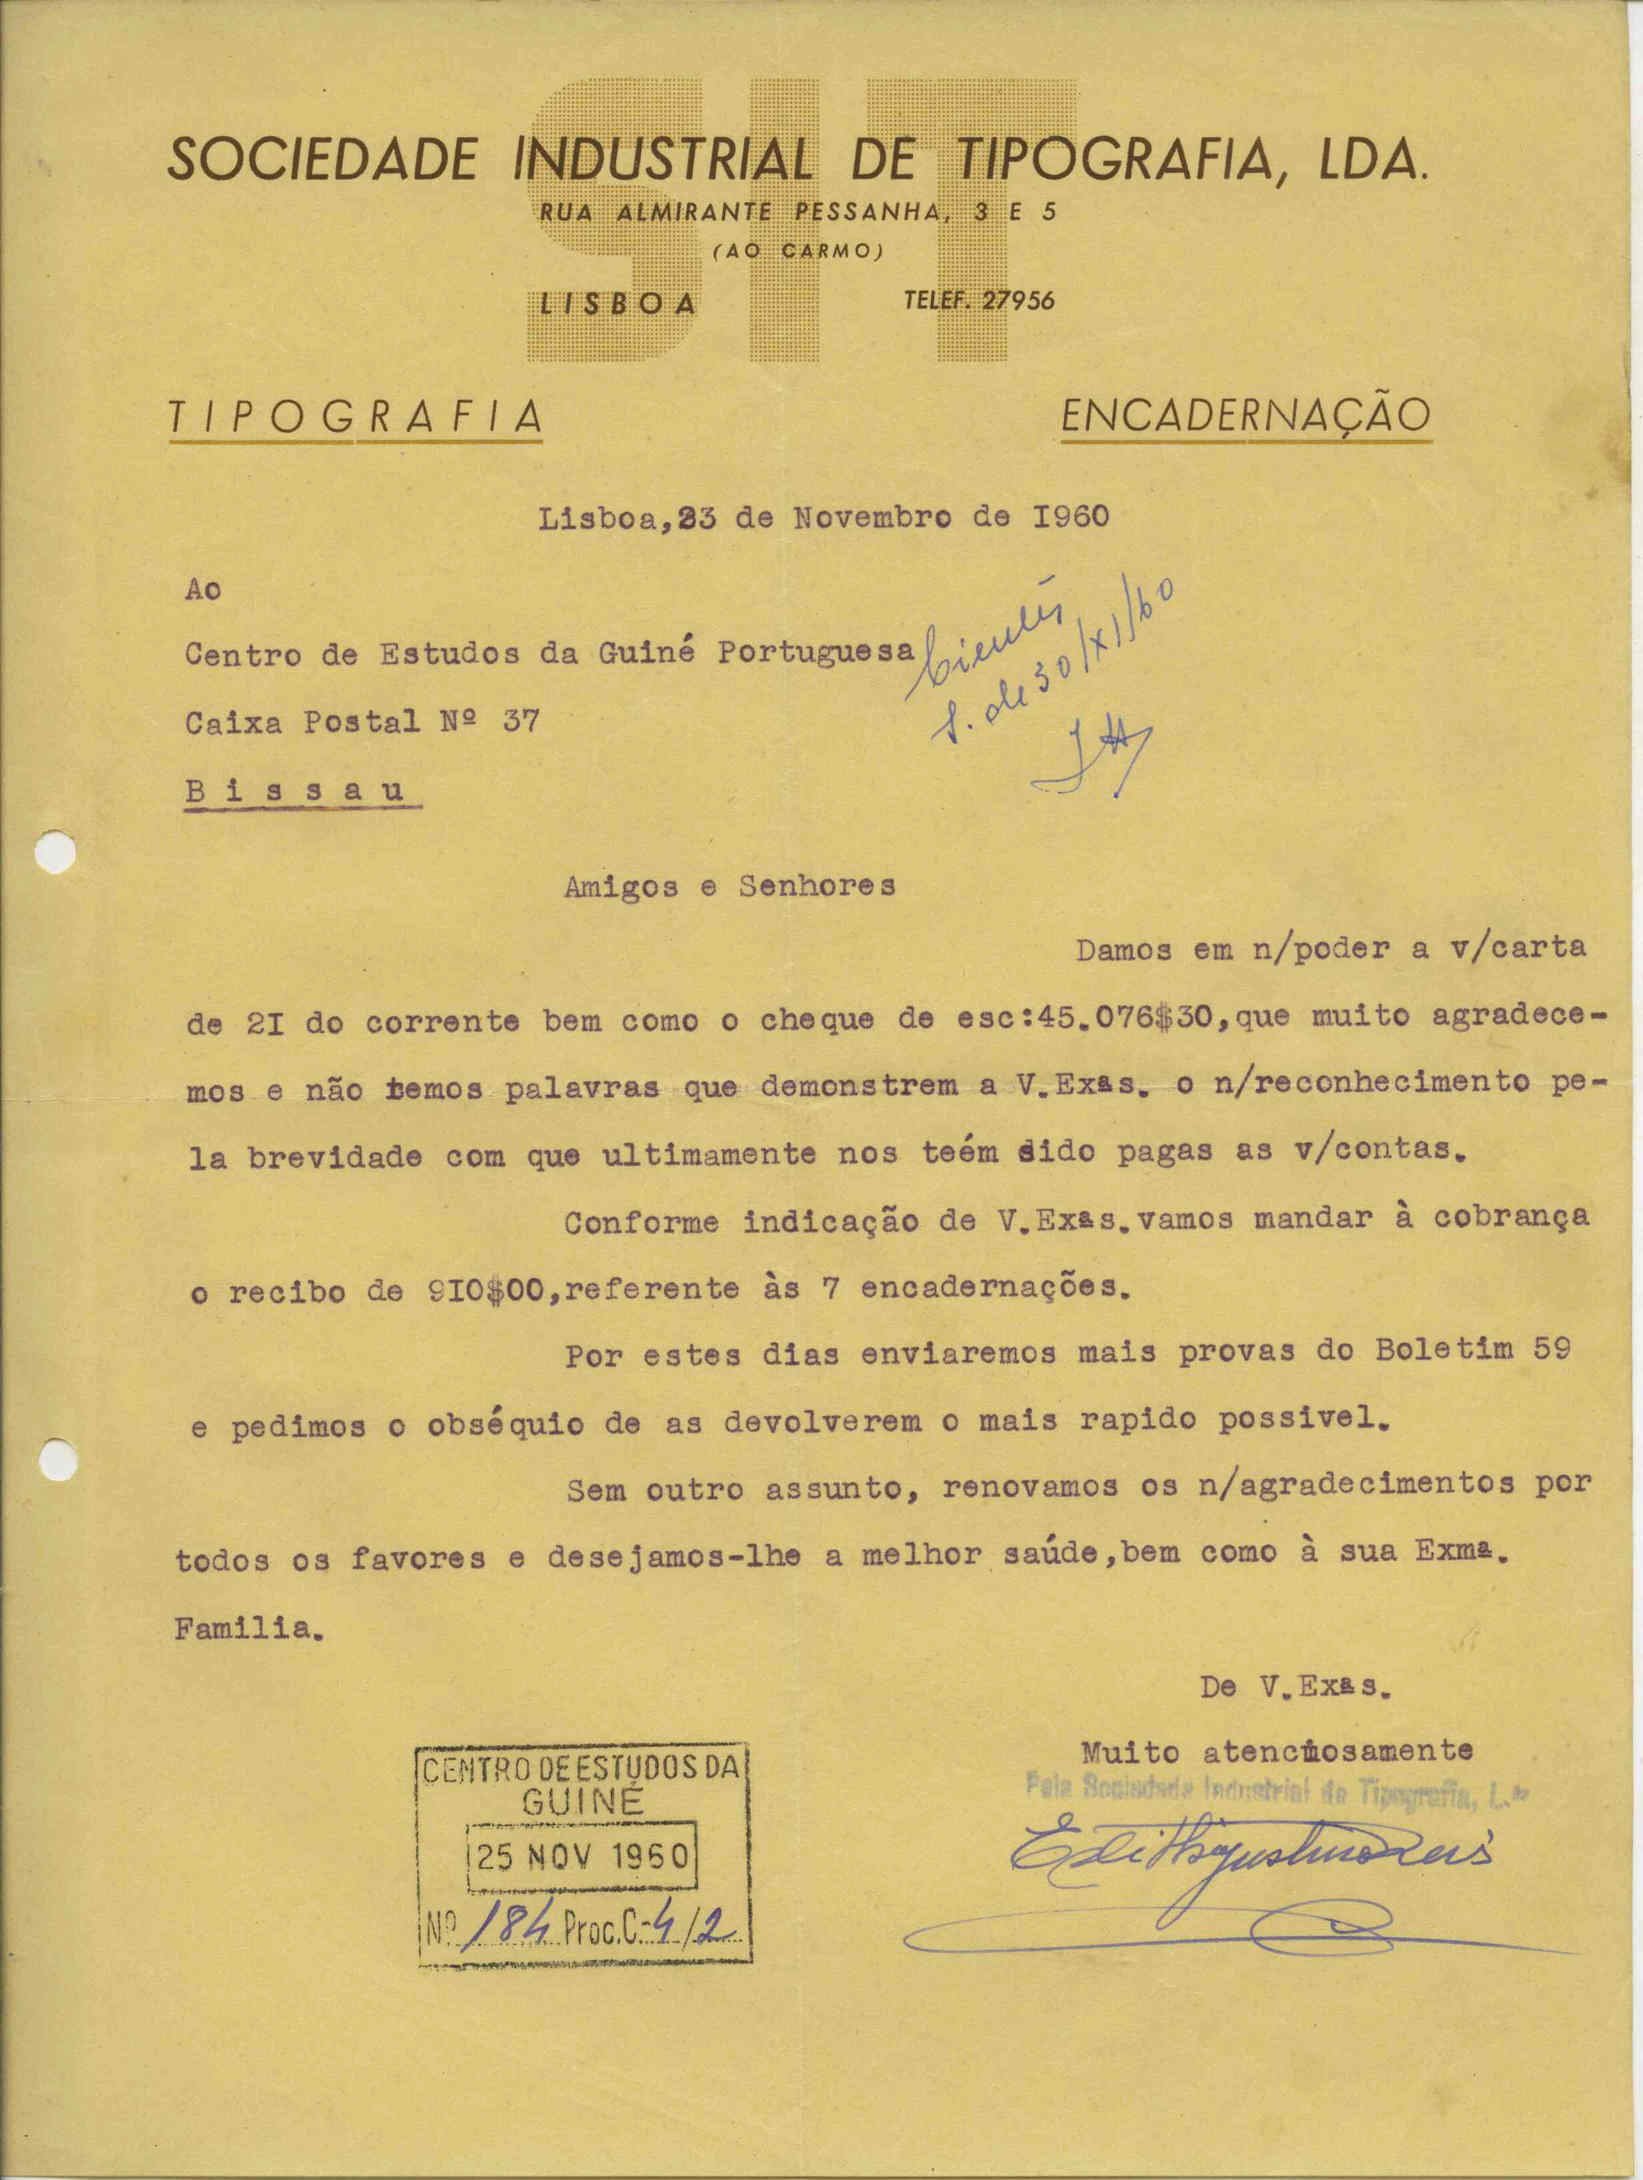 SIT
SOCIEDADE INDUSTRIAL DE TIPOGRAFIA, LDA.
RUA ALMIRANTE PESSANHA, 3 E 5
(AO CARMO)
LISBOA TELEF. 27956
TIPOGRAFIA ENCADERNAÇÃO
Lisboa,23 de Novembro de I960
Ao
Centro de Estudos da Guiné Portuguesa
Caixa Postal Nº 37
Bissau
S. de 30/XI/60
Amigos e Senhores
Damos em n/poder a v/carta
de 2I do corrente bem como o cheque de esc:45.076$30,que muito agradece-
mos e não temos palavras que demonstrem a V.Exªs. o n/reconhecimento pe-
la brevidade com que ultimamente nos teém sido pagas as v/contas.
Conforme indicação de V.Exªs.vamos mandar à cobrança
o recibo de 9I0$00,referente às 7 encadernações.
Por estes dias enviaremos mais provas do Boletim 59
e pedimos o obséquio de as devolverem o mais rapido possivel.
Sem outro assunto, renovamos os n/agradecimentos por
todos os favores e desejamos-lhe a melhor saúde,bem como à sua Exmª.
Familia.
De V.Exªs.
Muito atenciosamente
Pela Sociedade Industrial de Tipografia, L.da
CENTRO DE ESTUDOS DA
GUINÉ
25 NOV 1960
Nº 184 Proc.C-4/2